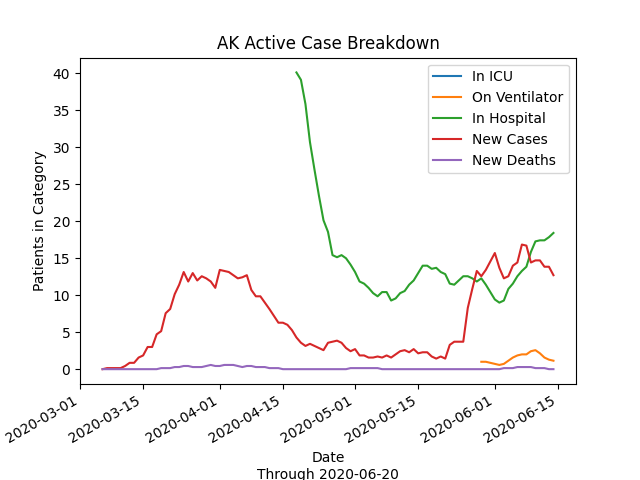 AK Active Case Breakdown
In ICU
On Ventilator
In Hospital
New Cases
New Deaths
Patients in Category
40
35
30
25
20
15
10
5
0
2020-03-01
2020-03-15
2020-04-01
2020-04-15
2020-05-01
2020-05-15
2020-06-01
2020-06-15
Date
Through 2020-06-20